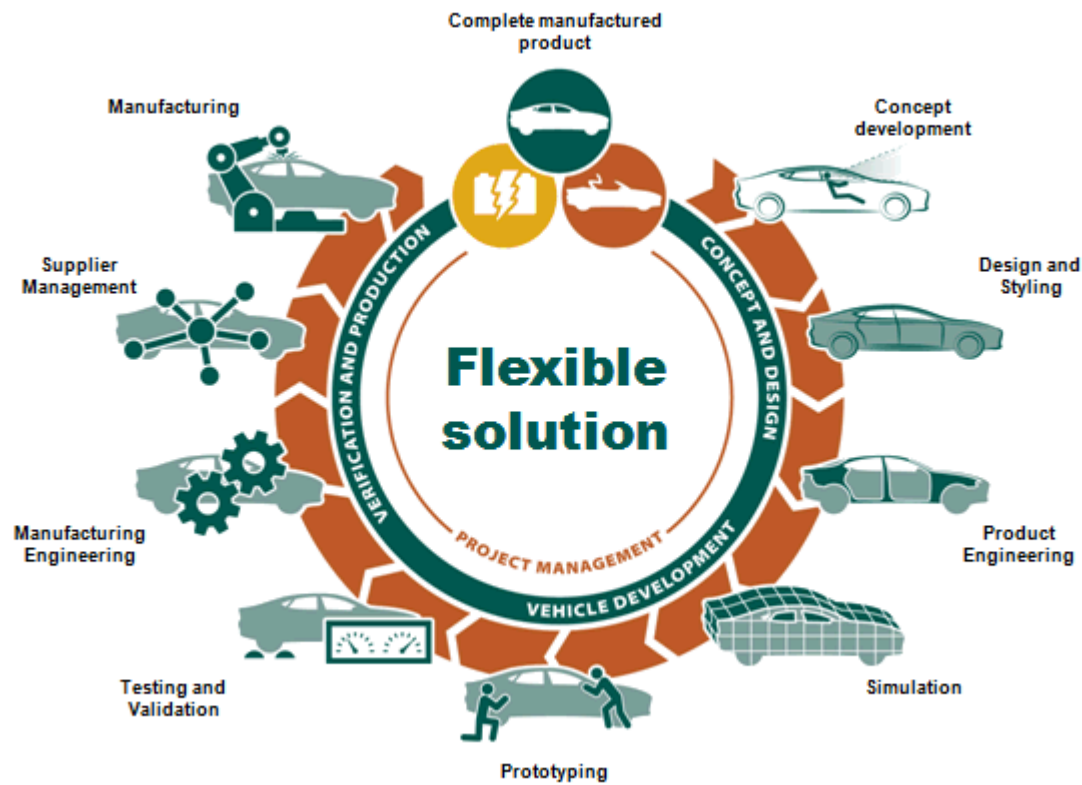 Complete manufactured
product
Concept
development
Design and
Styling
Product
Engineering
Simulation
Prototyping
Testing and
Validation
Manufacturing
Engineering
Supplier
Management
Manufacturing
CONCEPT AND DESIGN
VEHICLE DEVELOPMENT
VERIFICATION AND PRODUCTION
PROJECT MANAGEMENT
Flexible
solution